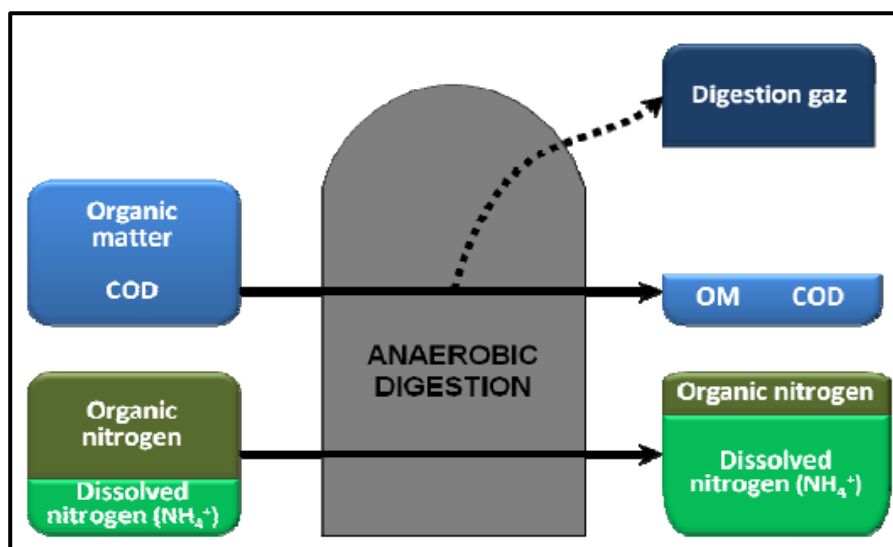 Digestion gaz
Organic
matter
COD
OM COD
ANAEROBIC
DIGESTION
Organic
nitrogen
Dissolved
nitrogen (NH₄⁺)
Organic nitrogen
Dissolved
nitrogen (NH₄⁺)